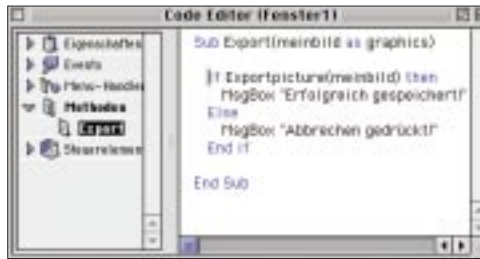 Code Editor (Fenster1)
Eigenschaften
Events
Menu-Handler
Methoden
Export
Steuerelemen
Sub Export(meinbild as graphics)
if Exportpicture(meinbild) then
MsgBox "Erfolgreich gespeichert!"
Else
MsgBox "Abbrechen gedrückt!"
End if
End Sub